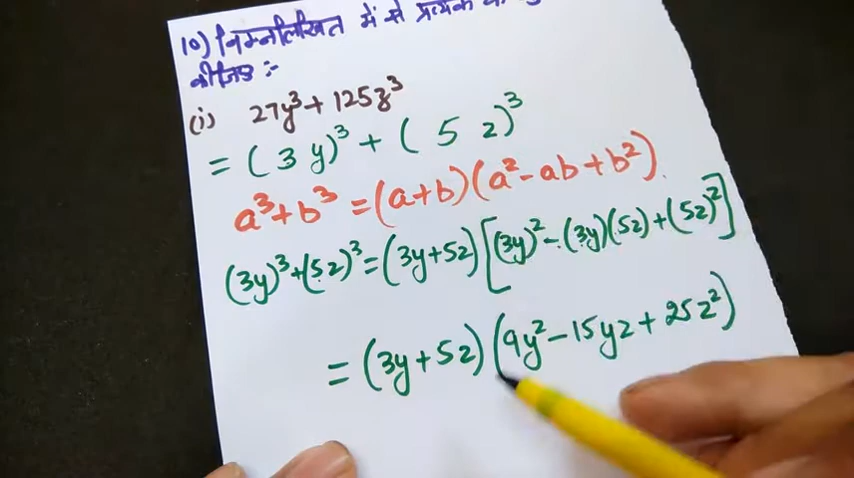 10) निम्नलिखित में से प्रत्येक
कीजिए :-
(i) 27y³ + 125z³
= (3y)³ + (5z)³
a³+b³ = (a+b)(a²-ab+b²)
(3y)³+(5z)³ = (3y+5z)[(3y)²-(3y)(5z)+(5z)²]
= (3y+5z)(9y²-15yz+25z²)